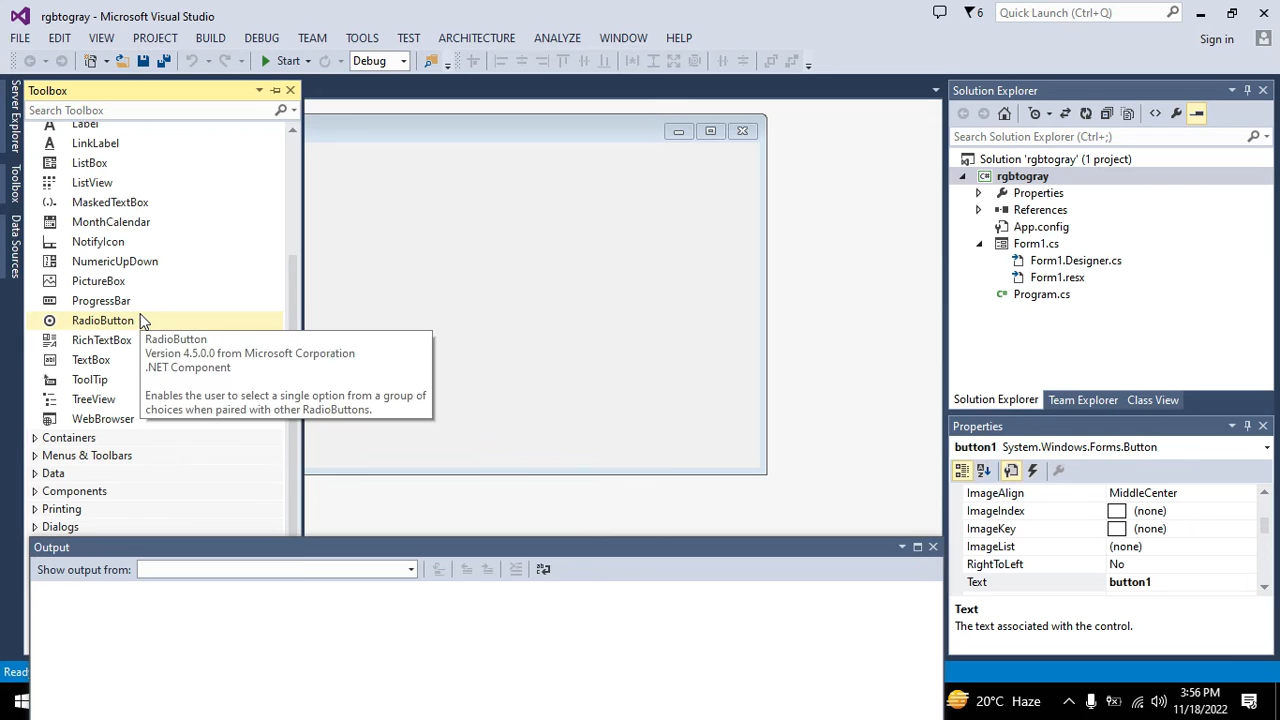 rgbtogray - Microsoft Visual Studio
6
Quick Launch (Ctrl+Q)
FILE EDIT VIEW PROJECT BUILD DEBUG TEAM TOOLS TEST ARCHITECTURE ANALYZE WINDOW HELP
Sign in
Start
Debug
Server Explorer
Toolbox
Data Sources
Toolbox
Search Toolbox
Label
LinkLabel
ListBox
ListView
MaskedTextBox
MonthCalendar
NotifyIcon
NumericUpDown
PictureBox
ProgressBar
RadioButton
RichTextBox
TextBox
ToolTip
TreeView
WebBrowser
Containers
Menus & Toolbars
Data
Components
Printing
Dialogs
RadioButton
Version 4.5.0.0 from Microsoft Corporation
.NET Component
Enables the user to select a single option from a group of
choices when paired with other RadioButtons.
Output
Show output from:
Solution Explorer
Search Solution Explorer (Ctrl+;)
Solution 'rgbtogray' (1 project)
rgbtogray
Properties
References
App.config
Form1.cs
Form1.Designer.cs
Form1.resx
Program.cs
Solution Explorer Team Explorer Class View
Properties
button1 System.Windows.Forms.Button
ImageAlign MiddleCenter
ImageIndex (none)
ImageKey (none)
ImageList (none)
RightToLeft No
Text button1
Text
The text associated with the control.
Ready
20°C Haze
3:56 PM
11/18/2022